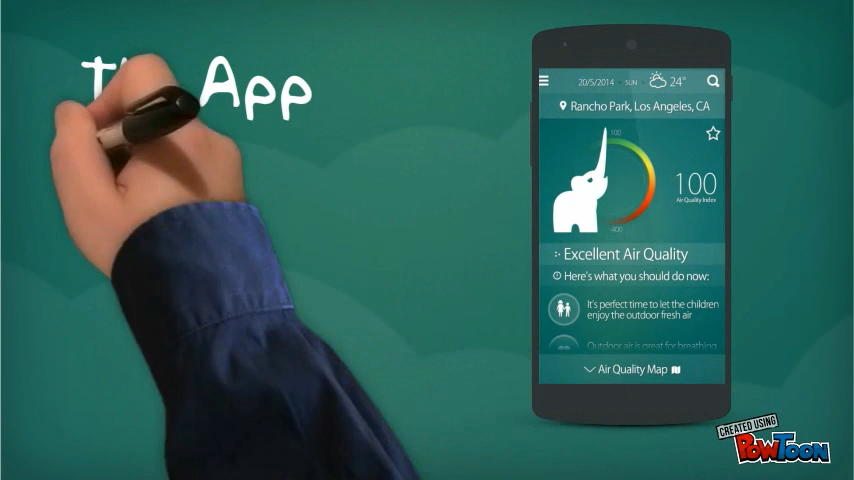 The App
20/5/2014 SUN 24°
Rancho Park, Los Angeles, CA
100
100
Air Quality Index
-400
Excellent Air Quality
Here's what you should do now:
It's perfect time to let the children
enjoy the outdoor fresh air
Outdoor air is great for breathing
Air Quality Map
CREATED USING
POWTOON